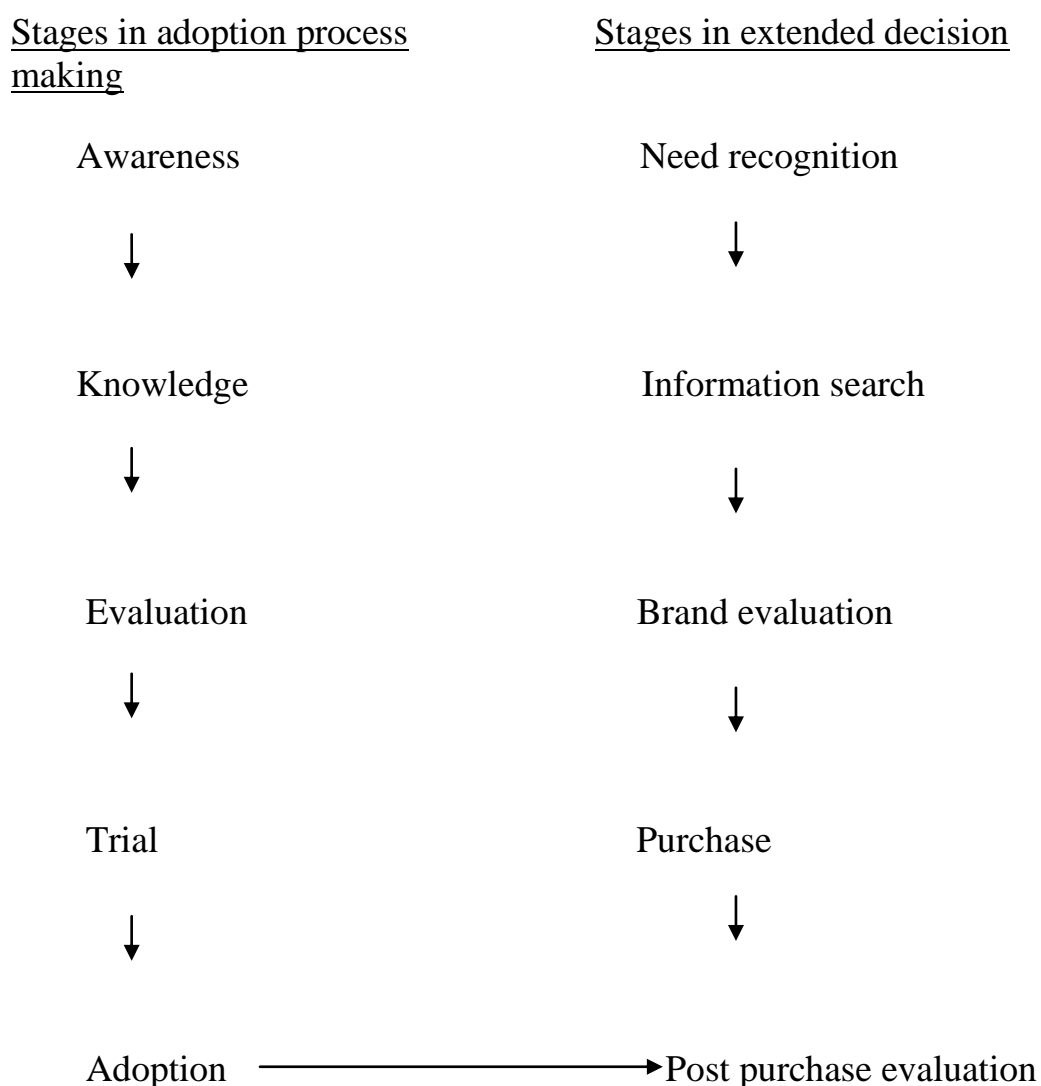 Stages in adoption process Stages in extended decision
making
Awareness Need recognition
Knowledge Information search
Evaluation Brand evaluation
Trial Purchase
Adoption Post purchase evaluation